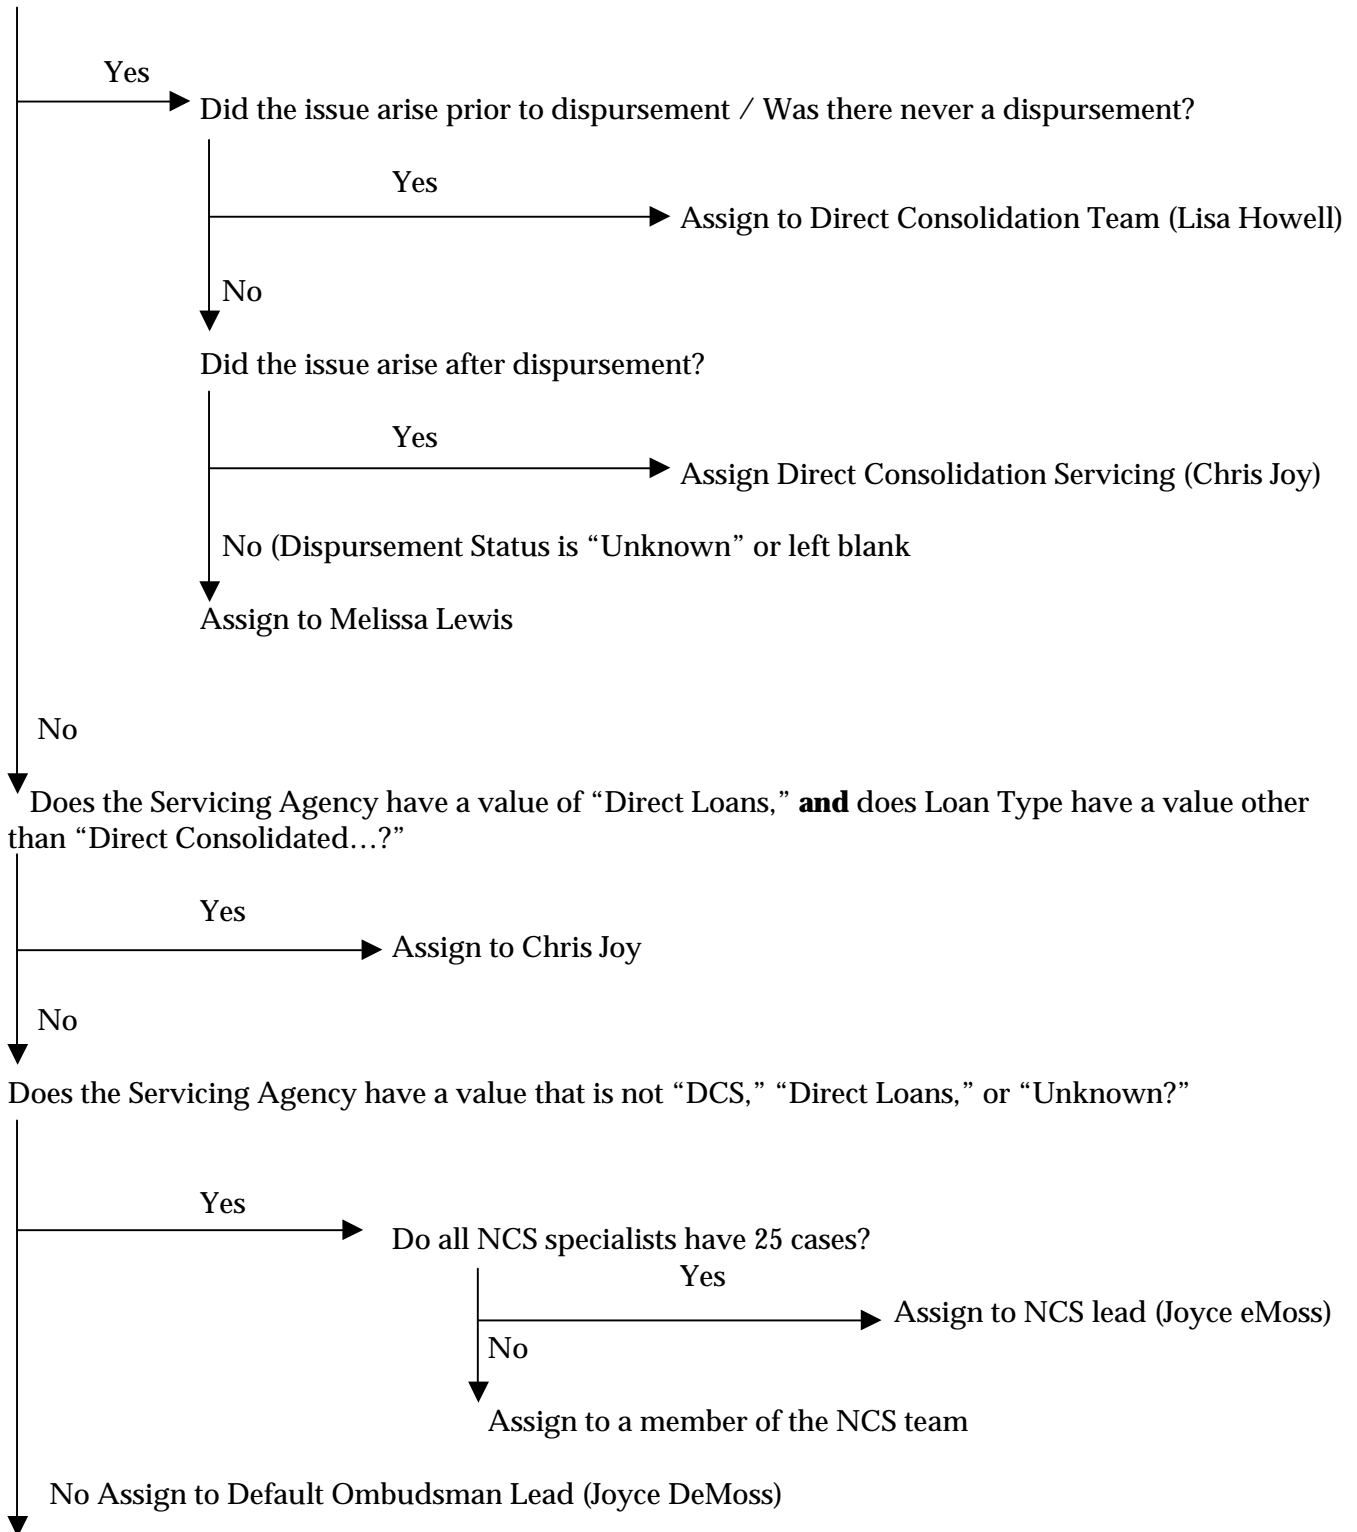 Yes
Did the issue arise prior to dispursement / Was there never a dispursement?
Yes
Assign to Direct Consolidation Team (Lisa Howell)
No
Did the issue arise after dispursement?
Yes
Assign Direct Consolidation Servicing (Chris Joy)
No (Dispursement Status is “Unknown” or left blank
Assign to Melissa Lewis
No
Does the Servicing Agency have a value of “Direct Loans,” and does Loan Type have a value other
than “Direct Consolidated…?”
Yes
Assign to Chris Joy
No
Does the Servicing Agency have a value that is not “DCS,” “Direct Loans,” or “Unknown?”
Yes
Do all NCS specialists have 25 cases?
Yes
Assign to NCS lead (Joyce eMoss)
No
Assign to a member of the NCS team
No Assign to Default Ombudsman Lead (Joyce DeMoss)